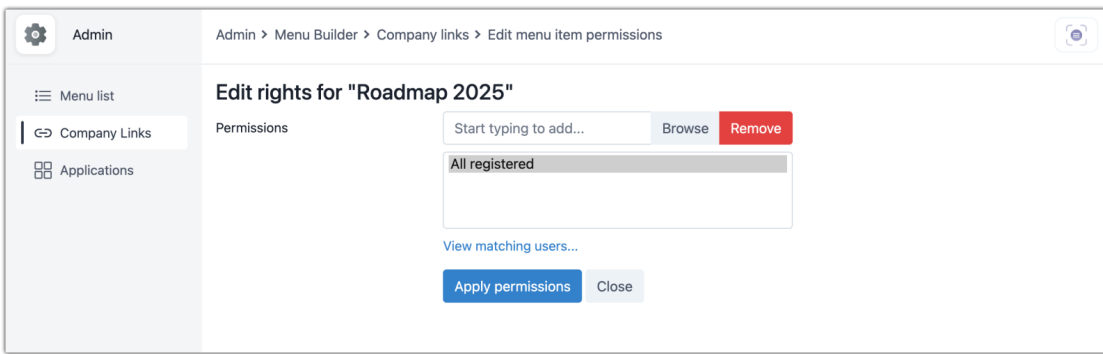 Admin
Admin > Menu Builder > Company links > Edit menu item permissions
Menu list
Company Links
Applications
Edit rights for "Roadmap 2025"
Permissions
Start typing to add...
Browse
Remove
All registered
View matching users...
Apply permissions
Close